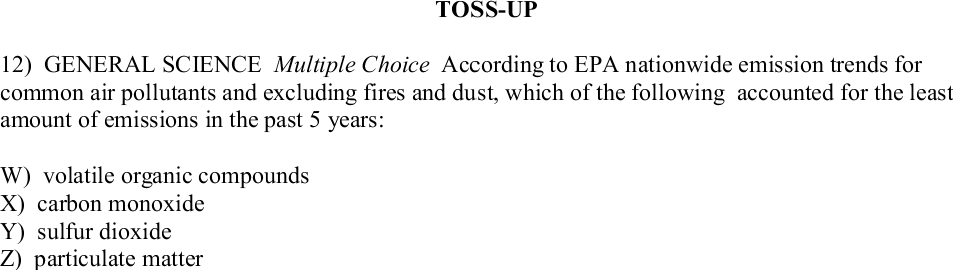 TOSS-UP
12) GENERAL SCIENCE Multiple Choice According to EPA nationwide emission trends for
common air pollutants and excluding fires and dust, which of the following accounted for the least
amount of emissions in the past 5 years:
W) volatile organic compounds
X) carbon monoxide
Y) sulfur dioxide
Z) particulate matter